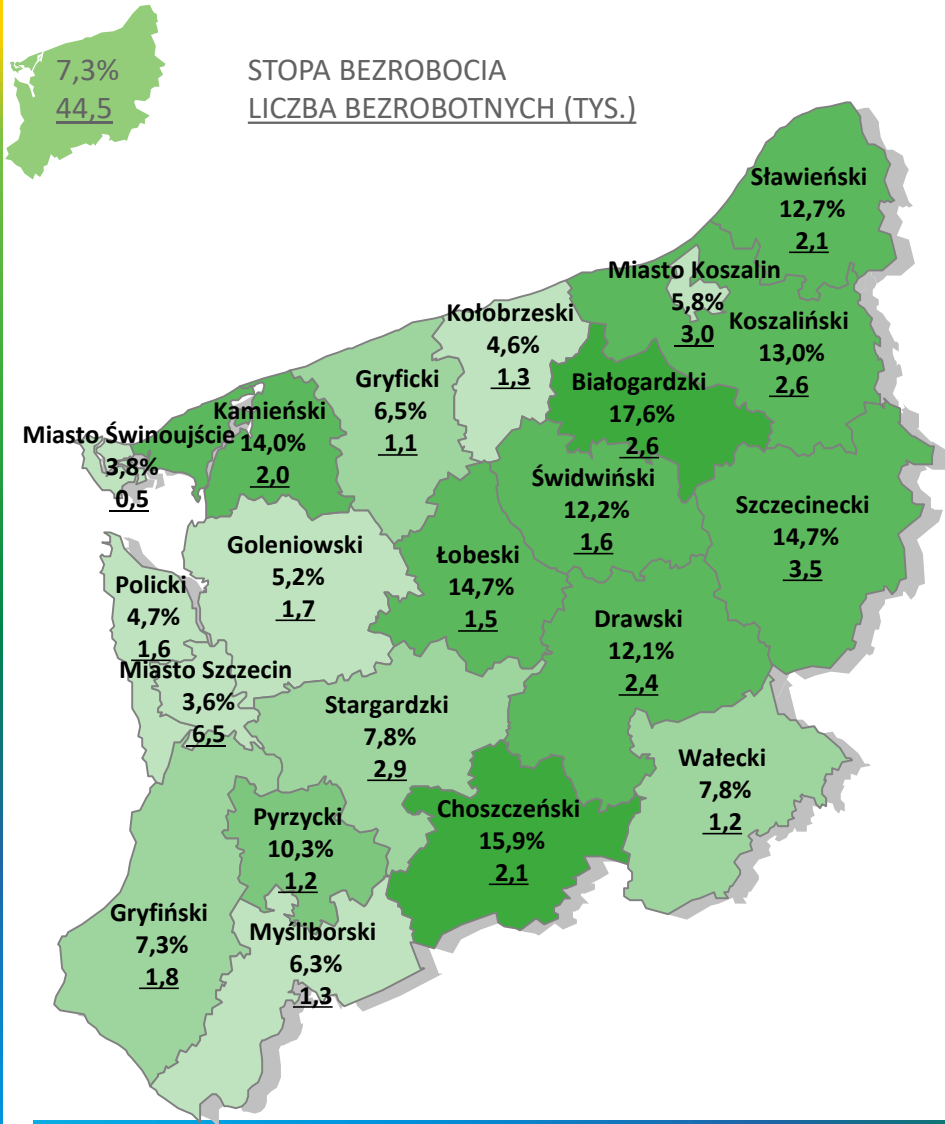 7,3%
44,5
STOPA BEZROBOCIA
LICZBA BEZROBOTNYCH (TYS.)
Sławieński
12,7%
2,1
Miasto Koszalin
5,8%
3,0
Koszaliński
13,0%
2,6
Kołobrzeski
4,6%
1,3
Białogardzki
17,6%
2,6
Gryficki
6,5%
1,1
Kamieński
14,0%
2,0
Miasto Świnoujście
3,8%
0,5
Świdwiński
12,2%
1,6
Szczecinecki
14,7%
3,5
Goleniowski
5,2%
1,7
Łobeski
14,7%
1,5
Policki
4,7%
1,6
Drawski
12,1%
2,4
Miasto Szczecin
3,6%
6,5
Stargardzki
7,8%
2,9
Wałecki
7,8%
1,2
Choszczeński
15,9%
2,1
Pyrzycki
10,3%
1,2
Gryfiński
7,3%
1,8
Myśliborski
6,3%
1,3